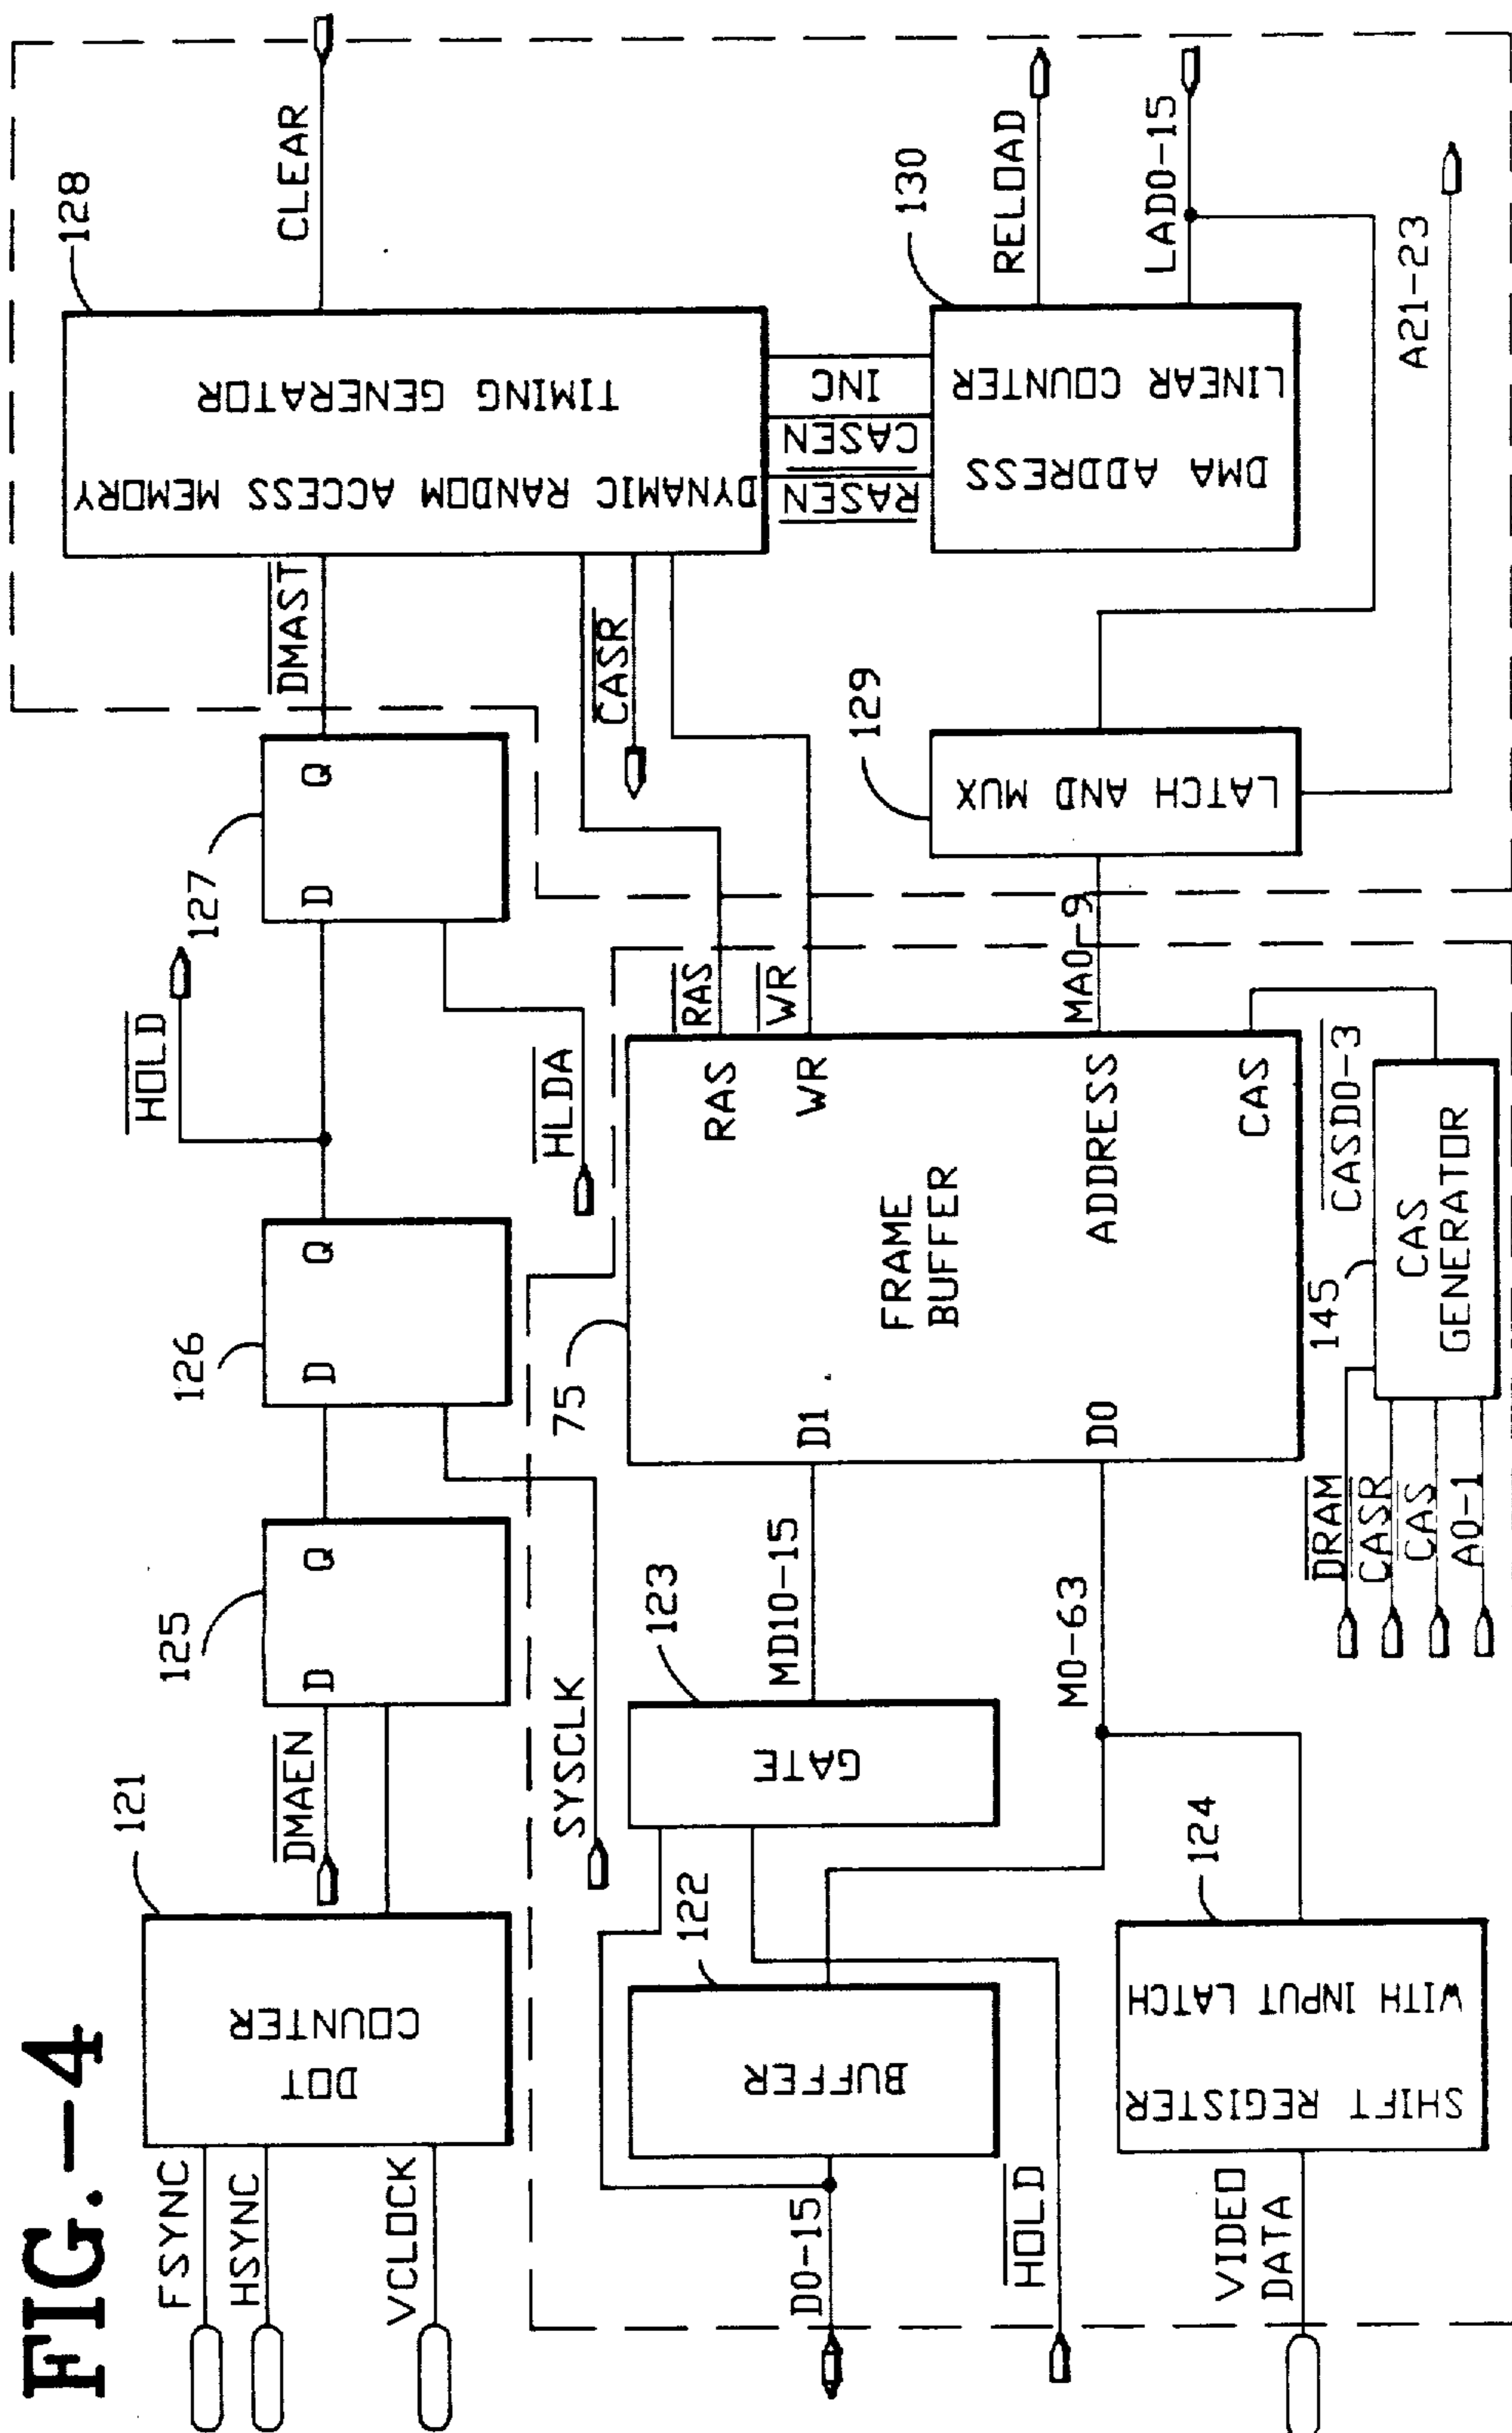 FIG.—4
FSYNC
HSYNC
VCLOCK
DOT
COUNTER
121
DMAEN
D
Q
125
D
Q
126
SYSCLK
HOLD
D
Q
127
HLDA
DMAST
DYNAMIC RANDOM ACCESS MEMORY
TIMING GENERATOR
128
CLEAR
CASR
RASEN
CASEN
INC
DMA ADDRESS
LINEAR COUNTER
130
RELOAD
LAD0-15
A21-23
LATCH AND MUX
129
MA0-9
RAS
WR
75
FRAME
BUFFER
RAS
WR
ADDRESS
CAS
D1
D0
CASD0-3
145
CAS
GENERATOR
DRAM
CASR
CAS
A0-1
MD10-15
M0-63
GATE
123
BUFFER
122
D0-15
HOLD
VIDEO
DATA
SHIFT REGISTER
WITH INPUT LATCH
124